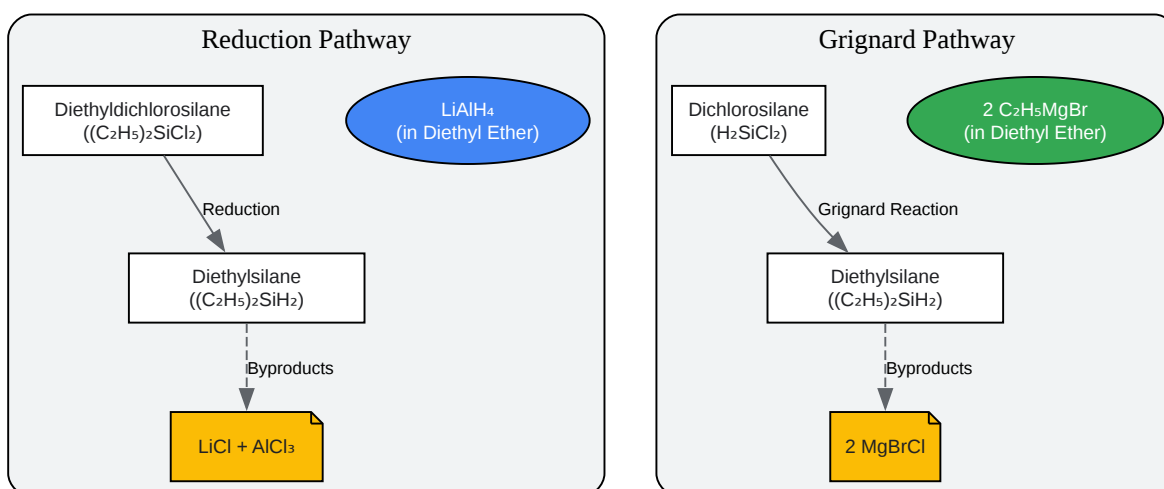 Reduction Pathway
Diethyldichlorosilane
((C₂H₅)₂SiCl₂)
LiAlH₄
(in Diethyl Ether)
Reduction
Diethylsilane
((C₂H₅)₂SiH₂)
Byproducts
LiCl + AlCl₃
Grignard Pathway
Dichlorosilane
(H₂SiCl₂)
2 C₂H₅MgBr
(in Diethyl Ether)
Grignard Reaction
Diethylsilane
((C₂H₅)₂SiH₂)
Byproducts
2 MgBrCl